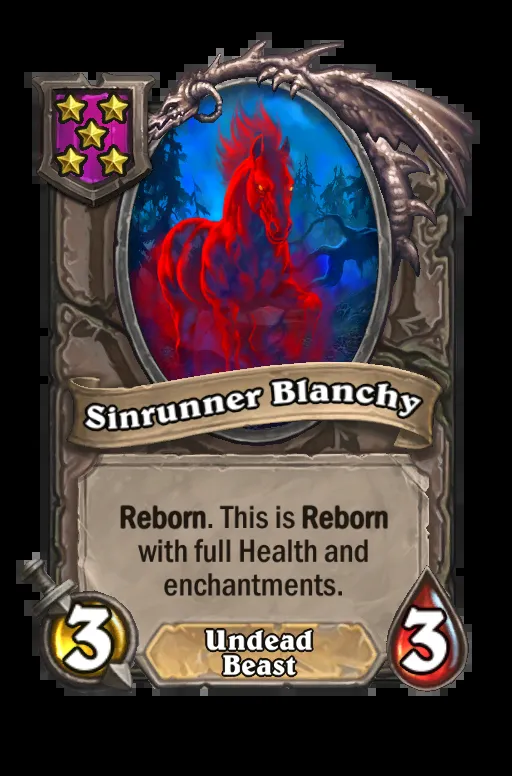 Sinrunner Blanchy
Reborn. This is Reborn
with full Health and
enchantments.
3
Undead
Beast
3